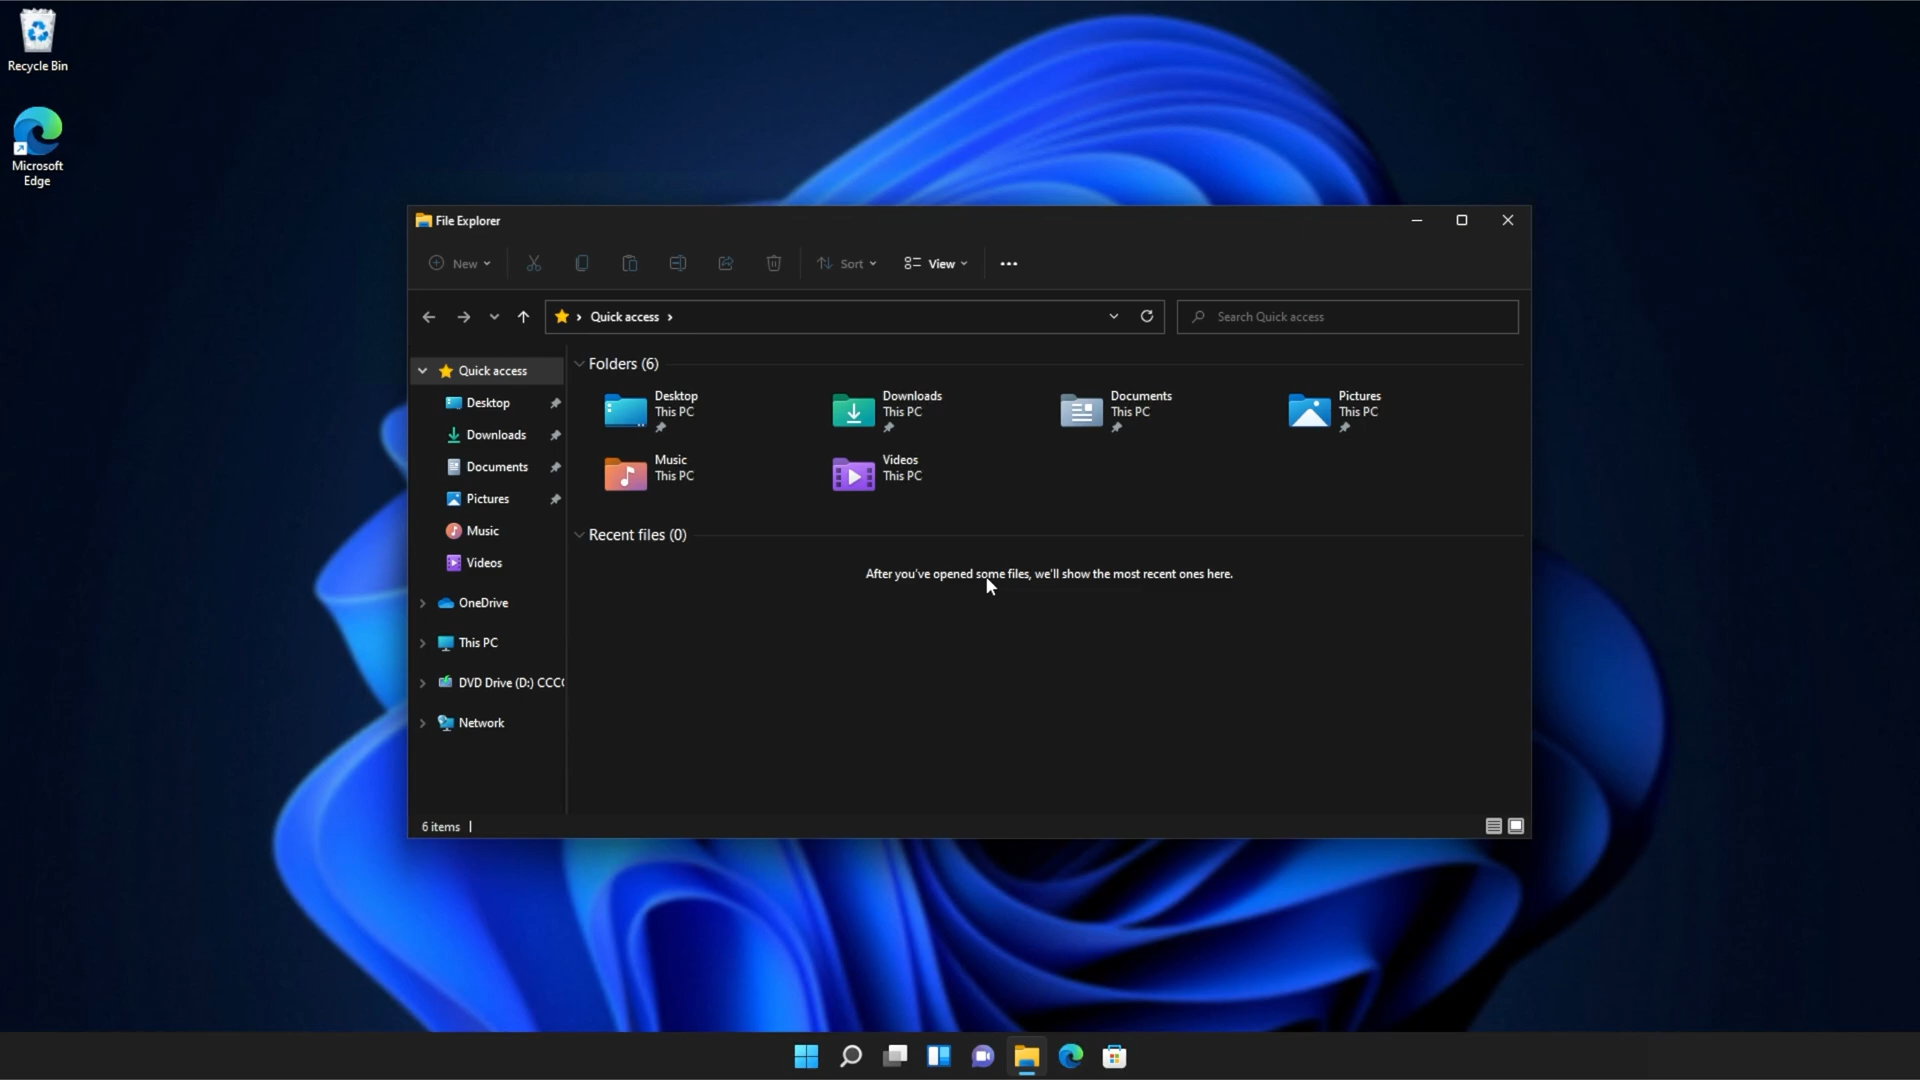 Recycle Bin
Microsoft
Edge
File Explorer
New
Sort
View
Quick access
Search Quick access
Quick access
Desktop
Downloads
Documents
Pictures
Music
Videos
OneDrive
This PC
DVD Drive (D:) CCC
Network
Folders (6)
Desktop
This PC
Downloads
This PC
Documents
This PC
Pictures
This PC
Music
This PC
Videos
This PC
Recent files (0)
After you've opened some files, we'll show the most recent ones here.
6 items